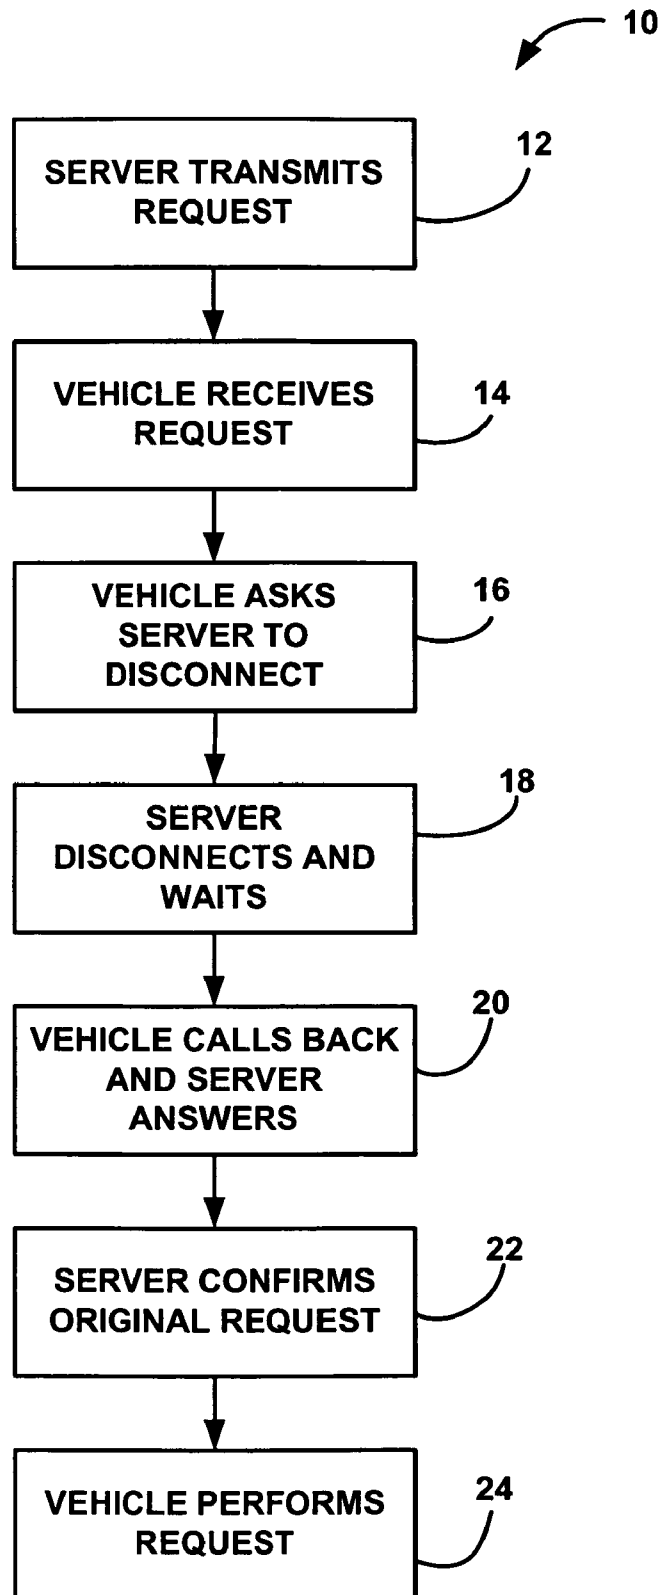 10
SERVER TRANSMITS
REQUEST
12
VEHICLE RECEIVES
REQUEST
14
VEHICLE ASKS
SERVER TO
DISCONNECT
16
SERVER
DISCONNECTS AND
WAITS
18
VEHICLE CALLS BACK
AND SERVER
ANSWERS
20
SERVER CONFIRMS
ORIGINAL REQUEST
22
VEHICLE PERFORMS
REQUEST
24